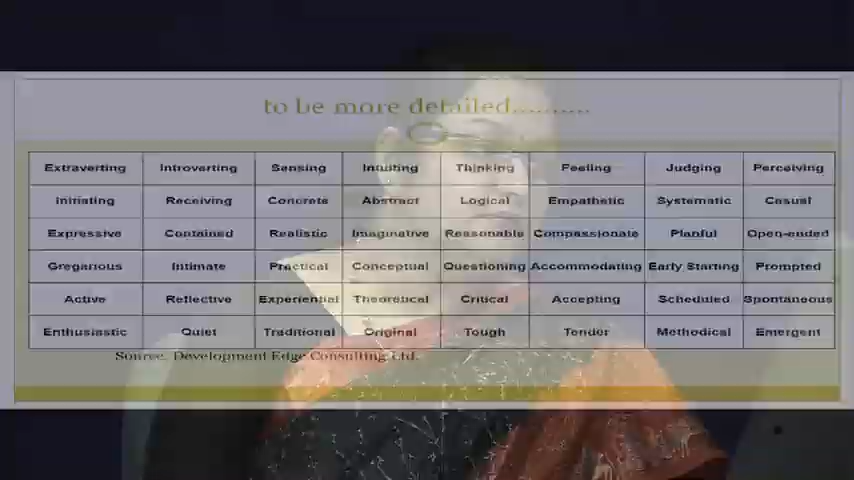 to be more detailed..........
Extraverting Introverting Sensing Intuiting Thinking Feeling Judging Perceiving
Initiating Receiving Concrete Abstract Logical Empathetic Systematic Casual
Expressive Contained Realistic Imaginative Reasonable Compassionate Planful Open-ended
Gregarious Intimate Practical Conceptual Questioning Accommodating Early Starting Prompted
Active Reflective Experiential Theoretical Critical Accepting Scheduled Spontaneous
Enthusiastic Quiet Traditional Original Tough Tender Methodical Emergent
Source. Development Edge Consulting Ltd.